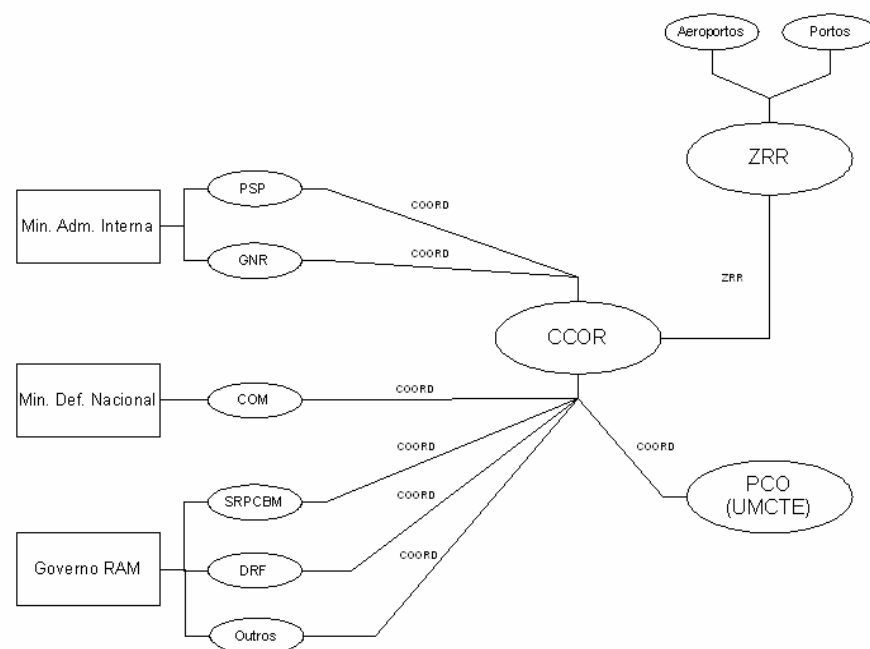 Aeroportos
Portos
ZRR
PSP
COORD
Min. Adm. Interna
COORD
GNR
ZRR
CCOR
Min. Def. Nacional
COM
COORD
COORD
COORD
SRPCBM
COORD
PCO
(UMCTE)
COORD
Governo RAM
DRF
Outros